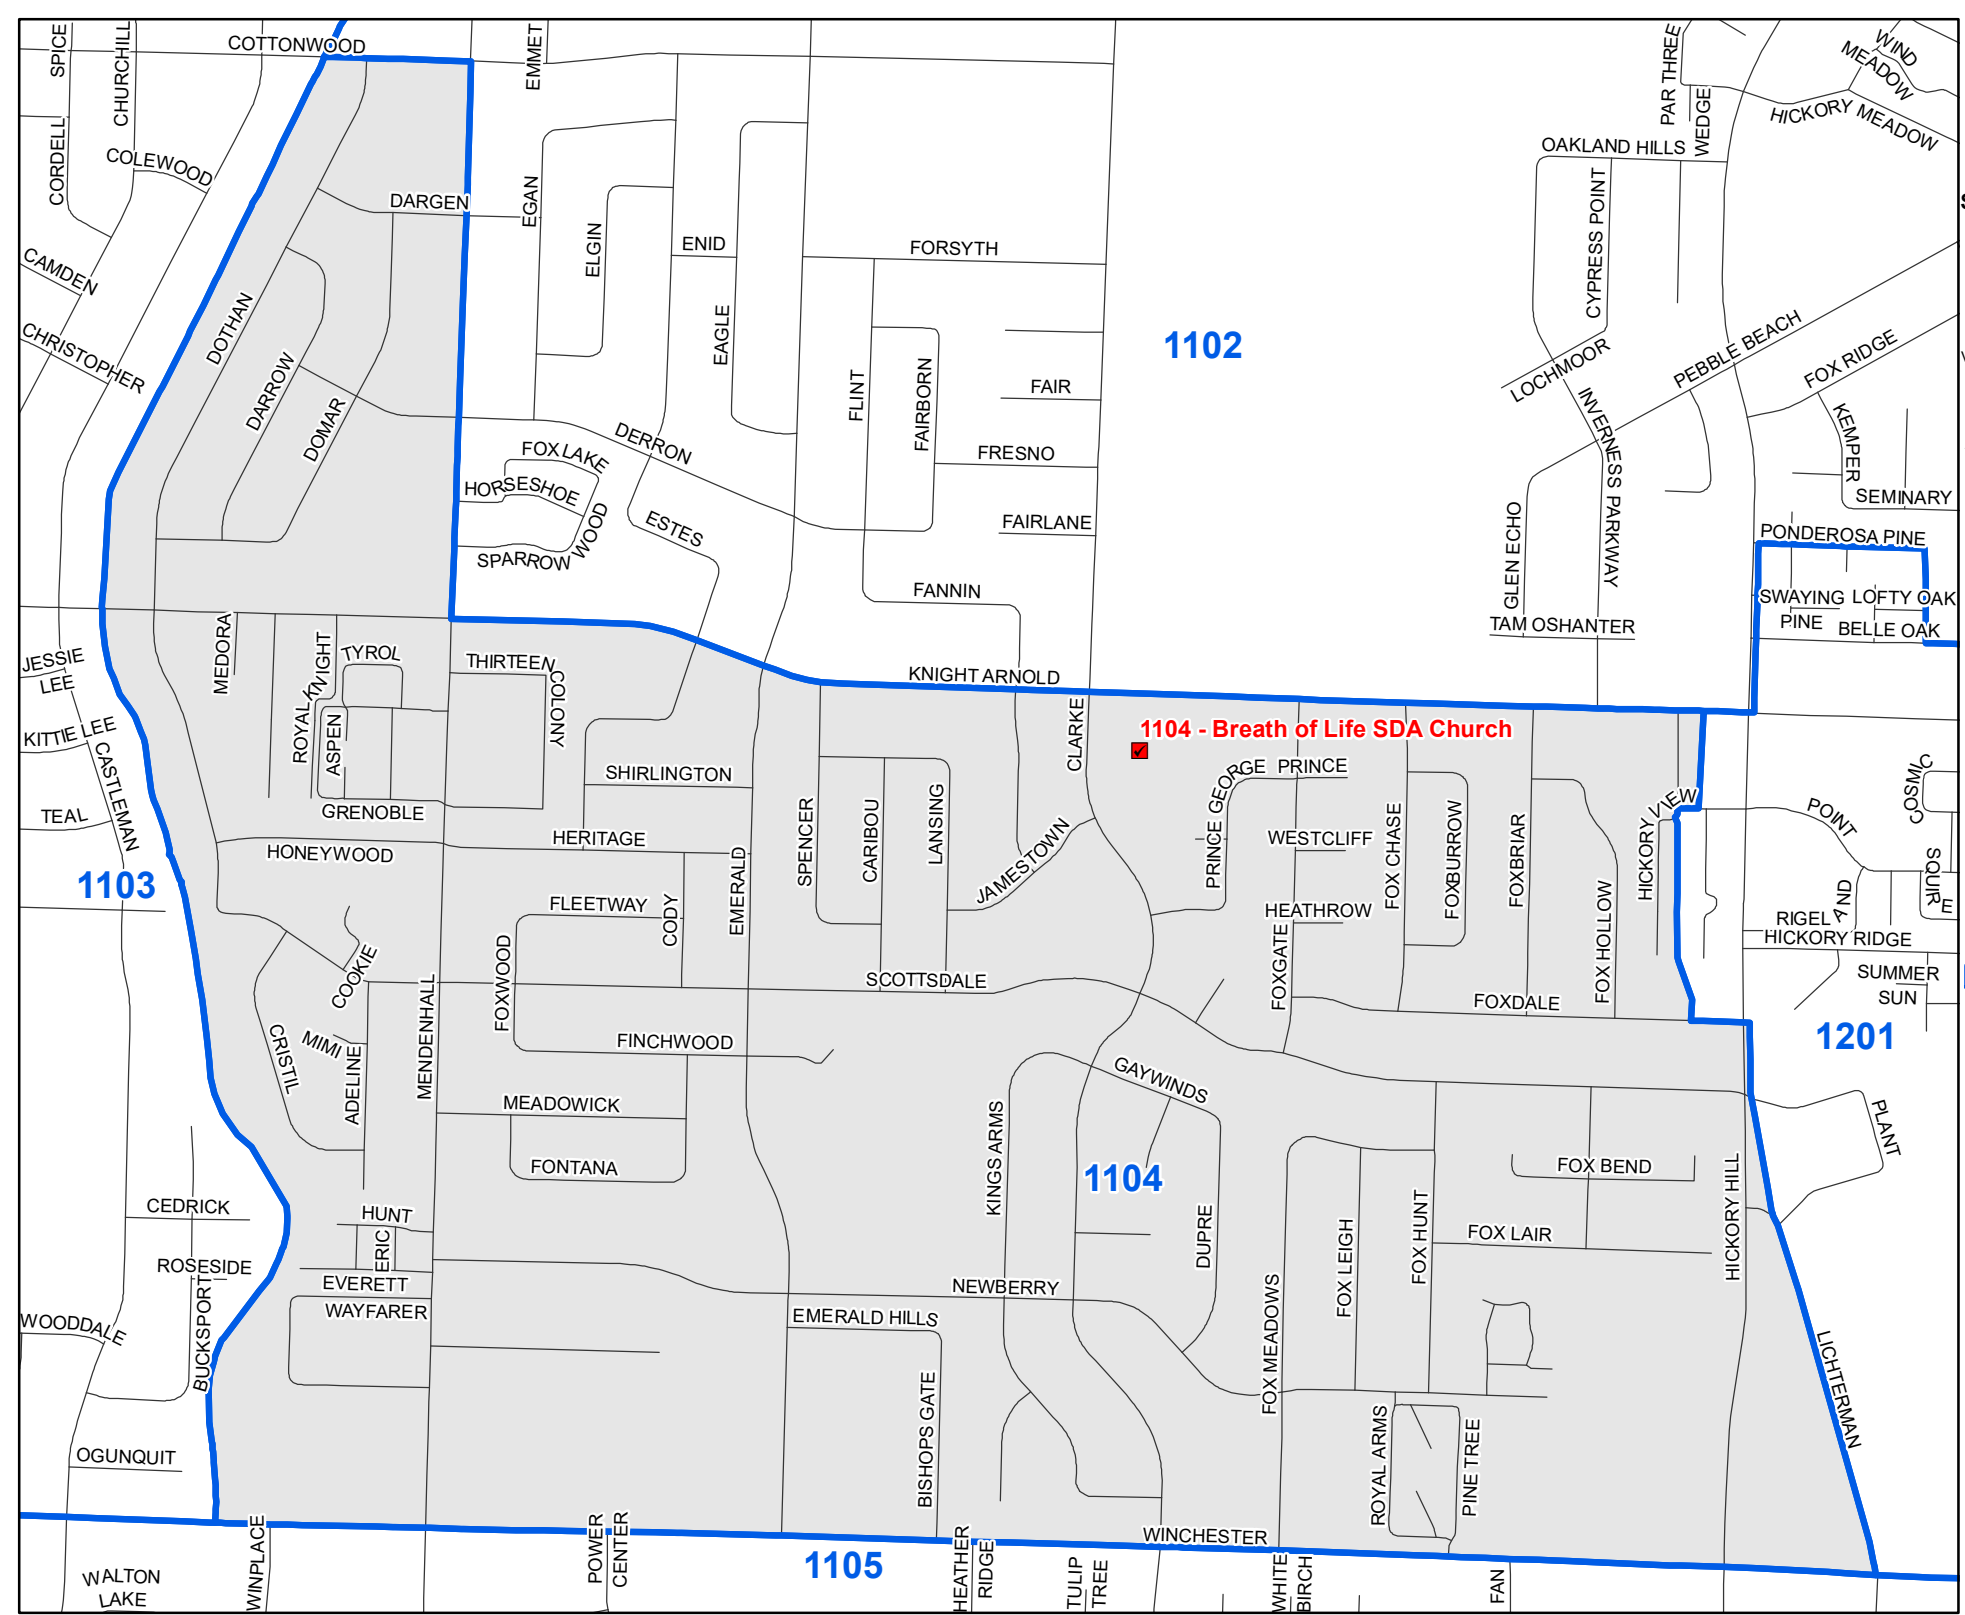 COTTONWOOD
SPICE
CHURCHILL
EMMET
CORDELL
COLEWOOD
CAMDEN
CHRISTOPHER
DARGEN
EGAN
ELGIN
ENID
EAGLE
FORSYTH
DOTHAN
DARROW
DOMAR
FLINT
FAIRBORN
FAIR
FRESNO
FAIRLANE
FANNIN
DERRON
FOX LAKE
HORSESHOE
WOOD
SPARROW
ESTES
1102
PAR THREE
WEDGE
WIND
MEADOW
HICKORY MEADOW
OAKLAND HILLS
CYPRESS POINT
LOCHMOOR
PEBBLE BEACH
FOX RIDGE
INVERNESS PARKWAY
KEMPER
SEMINARY
GLEN ECHO
TAM OSHANTER
PONDEROSA PINE
SWAYING
PINE
LOFTY OAK
BELLE OAK
KNIGHT ARNOLD
JESSIE
LEE
KITTIE LEE
CASTLEMAN
TEAL
1103
MEDORA
ROYAL KNIGHT
TYROL
ASPEN
THIRTEEN
COLONY
GRENOBLE
SHIRLINGTON
HERITAGE
HONEYWOOD
EMERALD
SPENCER
CARIBOU
LANSING
JAMESTOWN
CLARKE
1104 - Breath of Life SDA Church
PRINCE GEORGE
PRINCE
PRINCE GEORGE
WESTCLIFF
HEATHROW
FOX CHASE
FOXBURROW
FOXBRIAR
FOX HOLLOW
HICKORY VIEW
FOXGATE
FOXDALE
POINT
COSMIC
SQUIRE
AND
RIGEL
HICKORY RIDGE
SUMMER
SUN
1201
PLANT
FLEETWAY
CODY
FOXWOOD
SCOTTSDALE
FINCHWOOD
COOKIE
CRISTIL
MIMI
ADELINE
MENDENHALL
MEADOWICK
FONTANA
KINGS ARMS
GAYWINDS
1104
DUPRE
FOX BEND
HICKORY HILL
FOX LEIGH
FOX HUNT
FOX LAIR
FOX MEADOWS
CEDRICK
ROSESIDE
BUCKSPORT
WOODDALE
OGUNQUIT
HUNT
ERIC
EVERETT
WAYFARER
NEWBERRY
EMERALD HILLS
BISHOPS GATE
ROYAL ARMS
PINE TREE
LICHTERMAN
WINCHESTER
WALTON
LAKE
WINPLACE
POWER
CENTER
1105
HEATHER
RIDGE
TULIP
TREE
WHITE
BIRCH
FAN